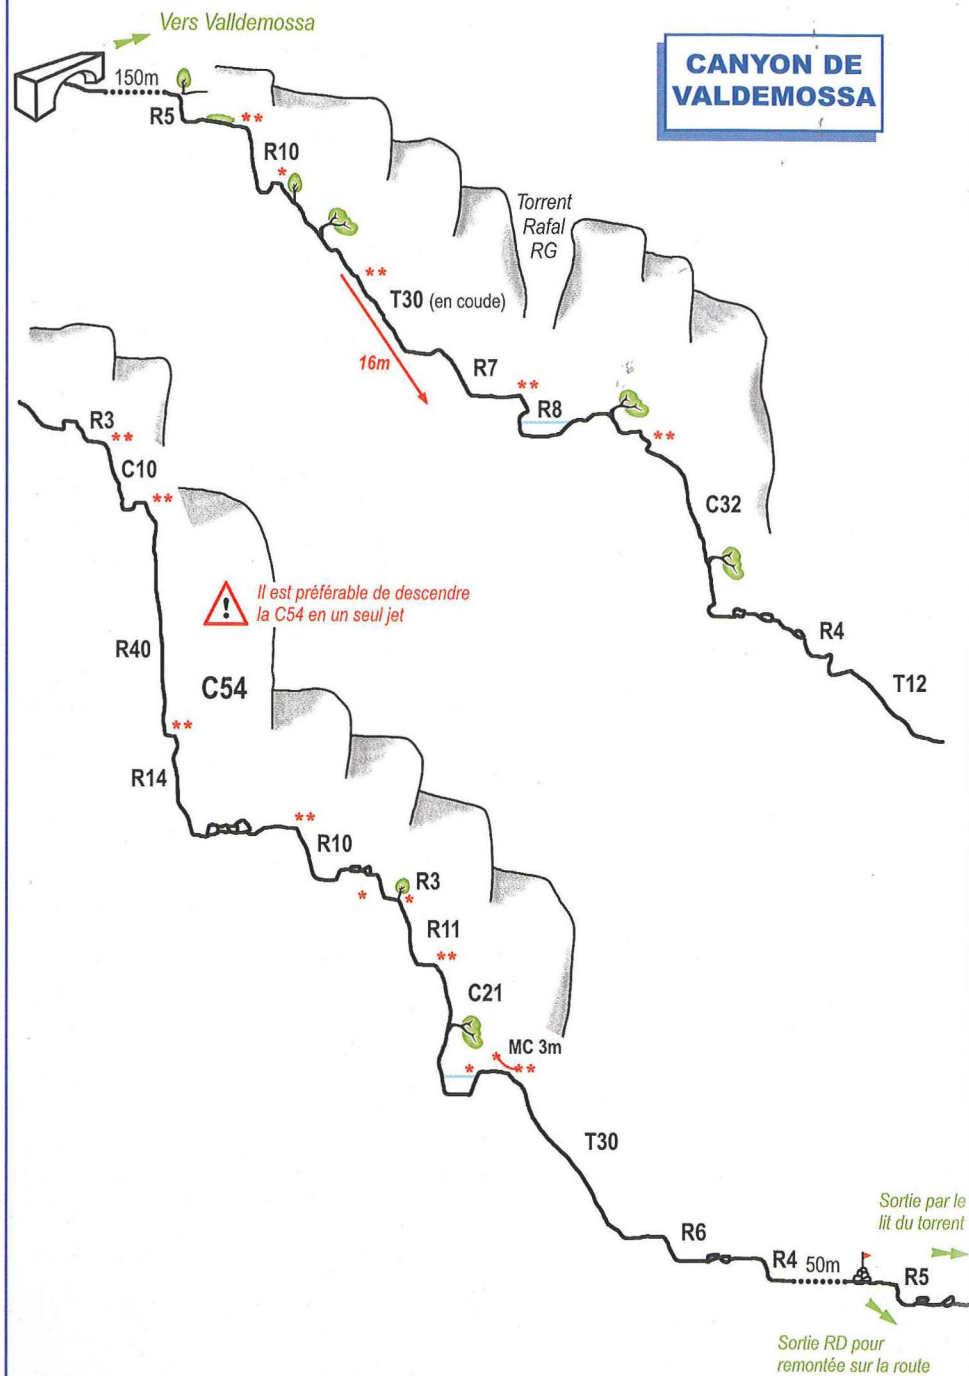 Vers Valldemossa
CANYON DE
VALDEMOSSA
150m
R5
**
R10
*
Torrent
Rafal
RG
**
T30 (en coude)
16m
R7
**
R8
**
C32
R4
T12
R3
**
C10
**
Il est préférable de descendre
la C54 en un seul jet
R40
C54
**
R14
**
R10
R3
*
*
R11
**
C21
MC 3m
*
*
**
T30
Sortie par le
lit du torrent
R6
R4
50m
R5
Sortie RD pour
remontée sur la route